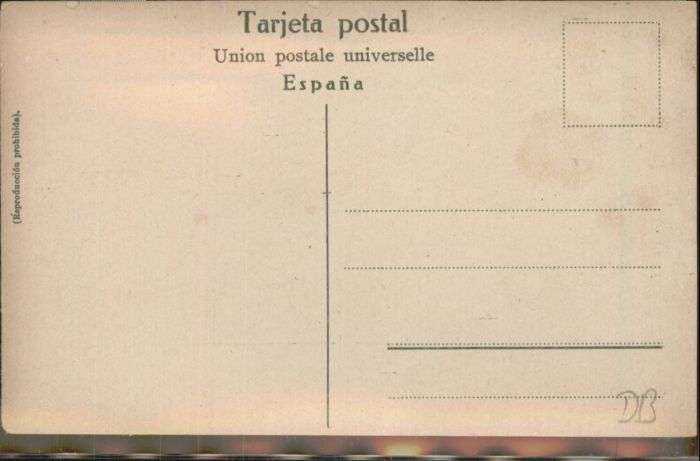 Tarjeta postal
Union postale universelle
España
(Reproducción prohibida).
DB